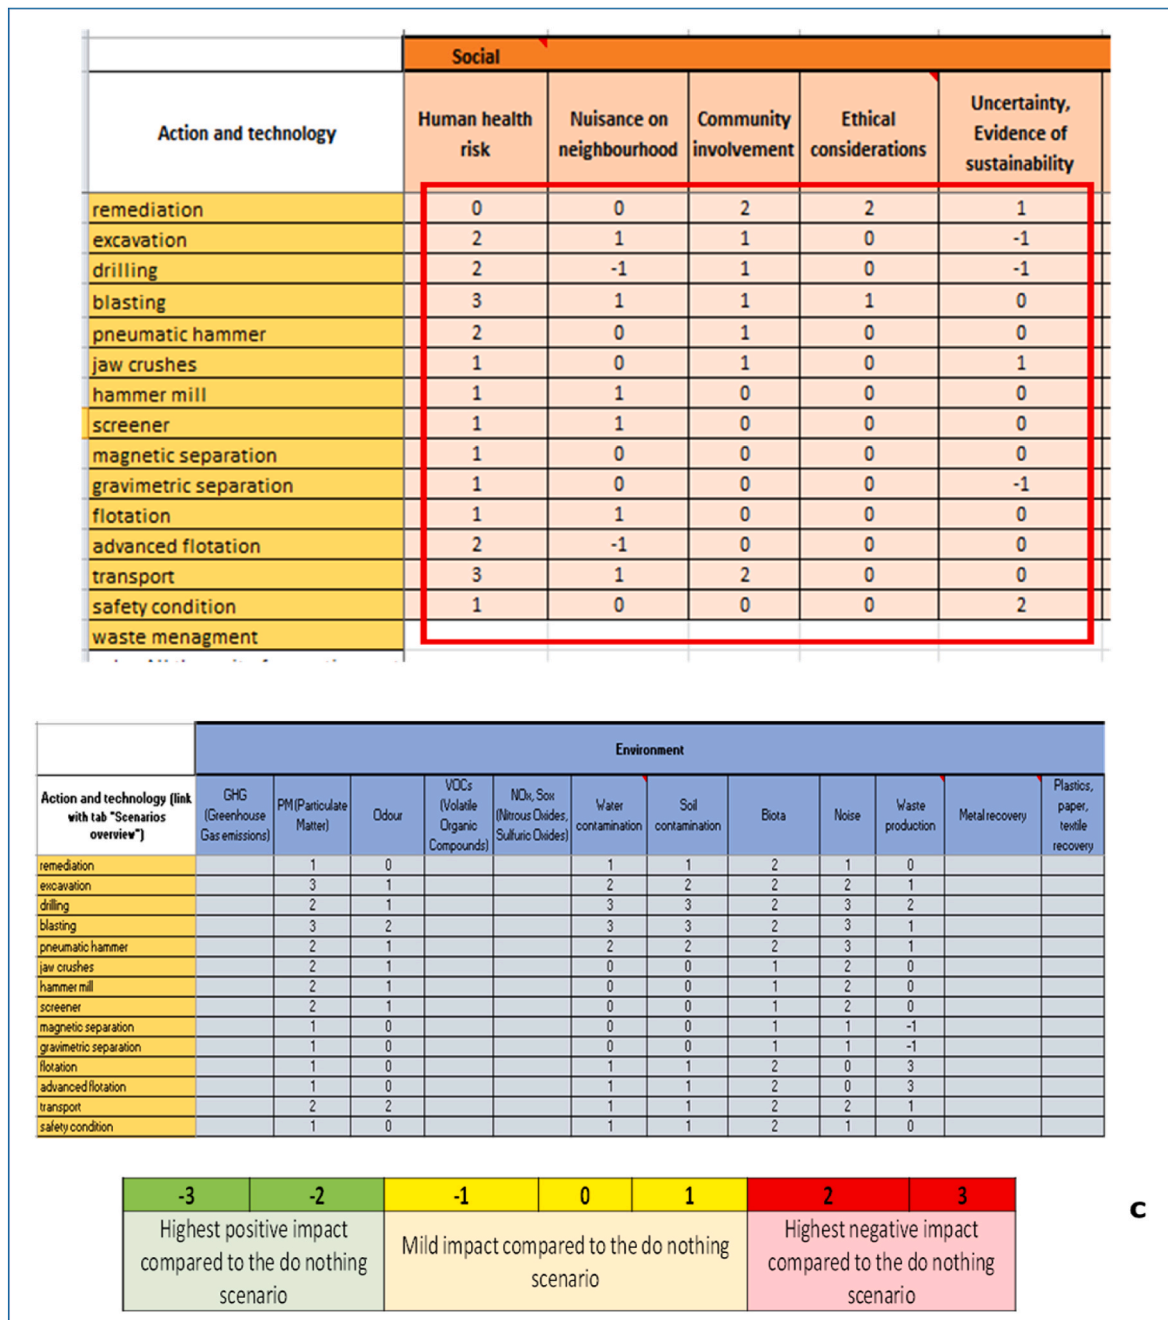 Social
Action and technology
Human health risk
Nuisance on neighbourhood
Community involvement
Ethical considerations
Uncertainty, Evidence of sustainability
remediation 0 0 2 2 1
excavation 2 1 1 0 -1
drilling 2 -1 1 0 -1
blasting 3 1 1 1 0
pneumatic hammer 2 0 1 0 0
jaw crushes 1 0 1 0 1
hammer mill 1 1 0 0 0
screener 1 1 0 0 0
magnetic separation 1 0 0 0 0
gravimetric separation 1 0 0 0 -1
flotation 1 1 0 0 0
advanced flotation 2 -1 0 0 0
transport 3 1 2 0 0
safety condition 1 0 0 0 2
waste menagment
Environment
Action and technology (link with tab "Scenarios overview")
GHG (Greenhouse Gas emissions)
PM (Particulate Matter)
Odour
VOCs (Volatile Organic Compounds)
NOx, Sox (Nitrous Oxides, Sulfuric Oxides)
Water contamination
Soil contamination
Biota
Noise
Waste production
Metal recovery
Plastics, paper, textile recovery
remediation 1 0 1 1 2 1 0
excavation 3 1 2 2 2 2 1
drilling 2 1 3 3 2 3 2
blasting 3 2 3 3 2 3 1
pneumatic hammer 2 1 2 2 2 3 1
jaw crushes 2 1 0 0 1 2 0
hammer mill 2 1 0 0 1 2 0
screener 2 1 0 0 1 2 0
magnetic separation 1 0 0 0 1 1 -1
gravimetric separation 1 0 0 0 1 1 -1
flotation 1 0 1 1 2 0 3
advanced flotation 1 0 1 1 2 0 3
transport 2 2 1 1 2 2 1
safety condition 1 0 1 1 2 1 0
-3 -2 -1 0 1 2 3
Highest positive impact compared to the do nothing scenario
Mild impact compared to the do nothing scenario
Highest negative impact compared to the do nothing scenario
c